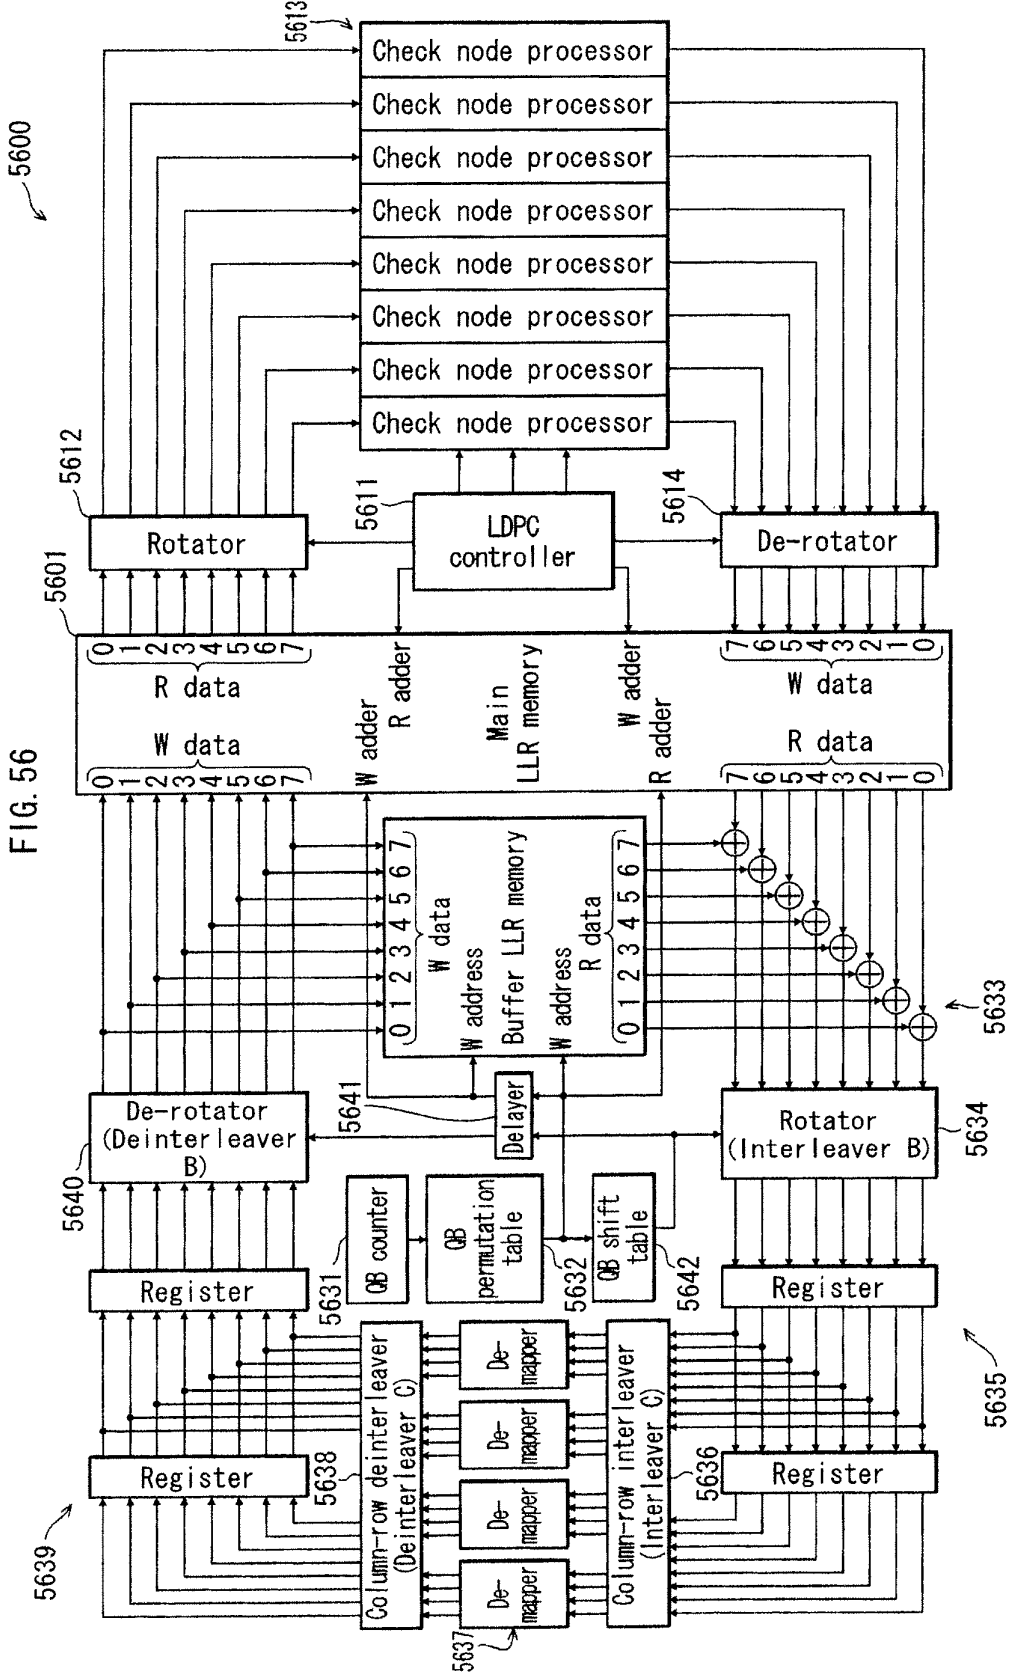 FIG. 56
5600
5613
Check node processor
Check node processor
Check node processor
Check node processor
Check node processor
Check node processor
Check node processor
Check node processor
5612
Rotator
5611
LDPC
controller
5614
De-rotator
5601
0 1 2 3 4 5 6 7
R data
W data
0 1 2 3 4 5 6 7
R adder
W adder
Main
LLR memory
W adder
R adder
7 6 5 4 3 2 1 0
W data
R data
7 6 5 4 3 2 1 0
0 1 2 3 4 5 6 7
W data
W address
Buffer LLR memory
W address
R data
0 1 2 3 4 5 6 7
5633
De-rotator
(Deinterleaver
B)
5640
5641
Delayer
Rotator
(Interleaver B)
5634
5631
QB counter
QB
permutation
table
5632
QB shift
table
5642
Register
Register
5635
Column-row deinterleaver
(Deinterleaver C)
5638
De-
mapper
De-
mapper
De-
mapper
De-
mapper
5637
Column-row interleaver
(Interleaver C)
5636
Register
5639
Register